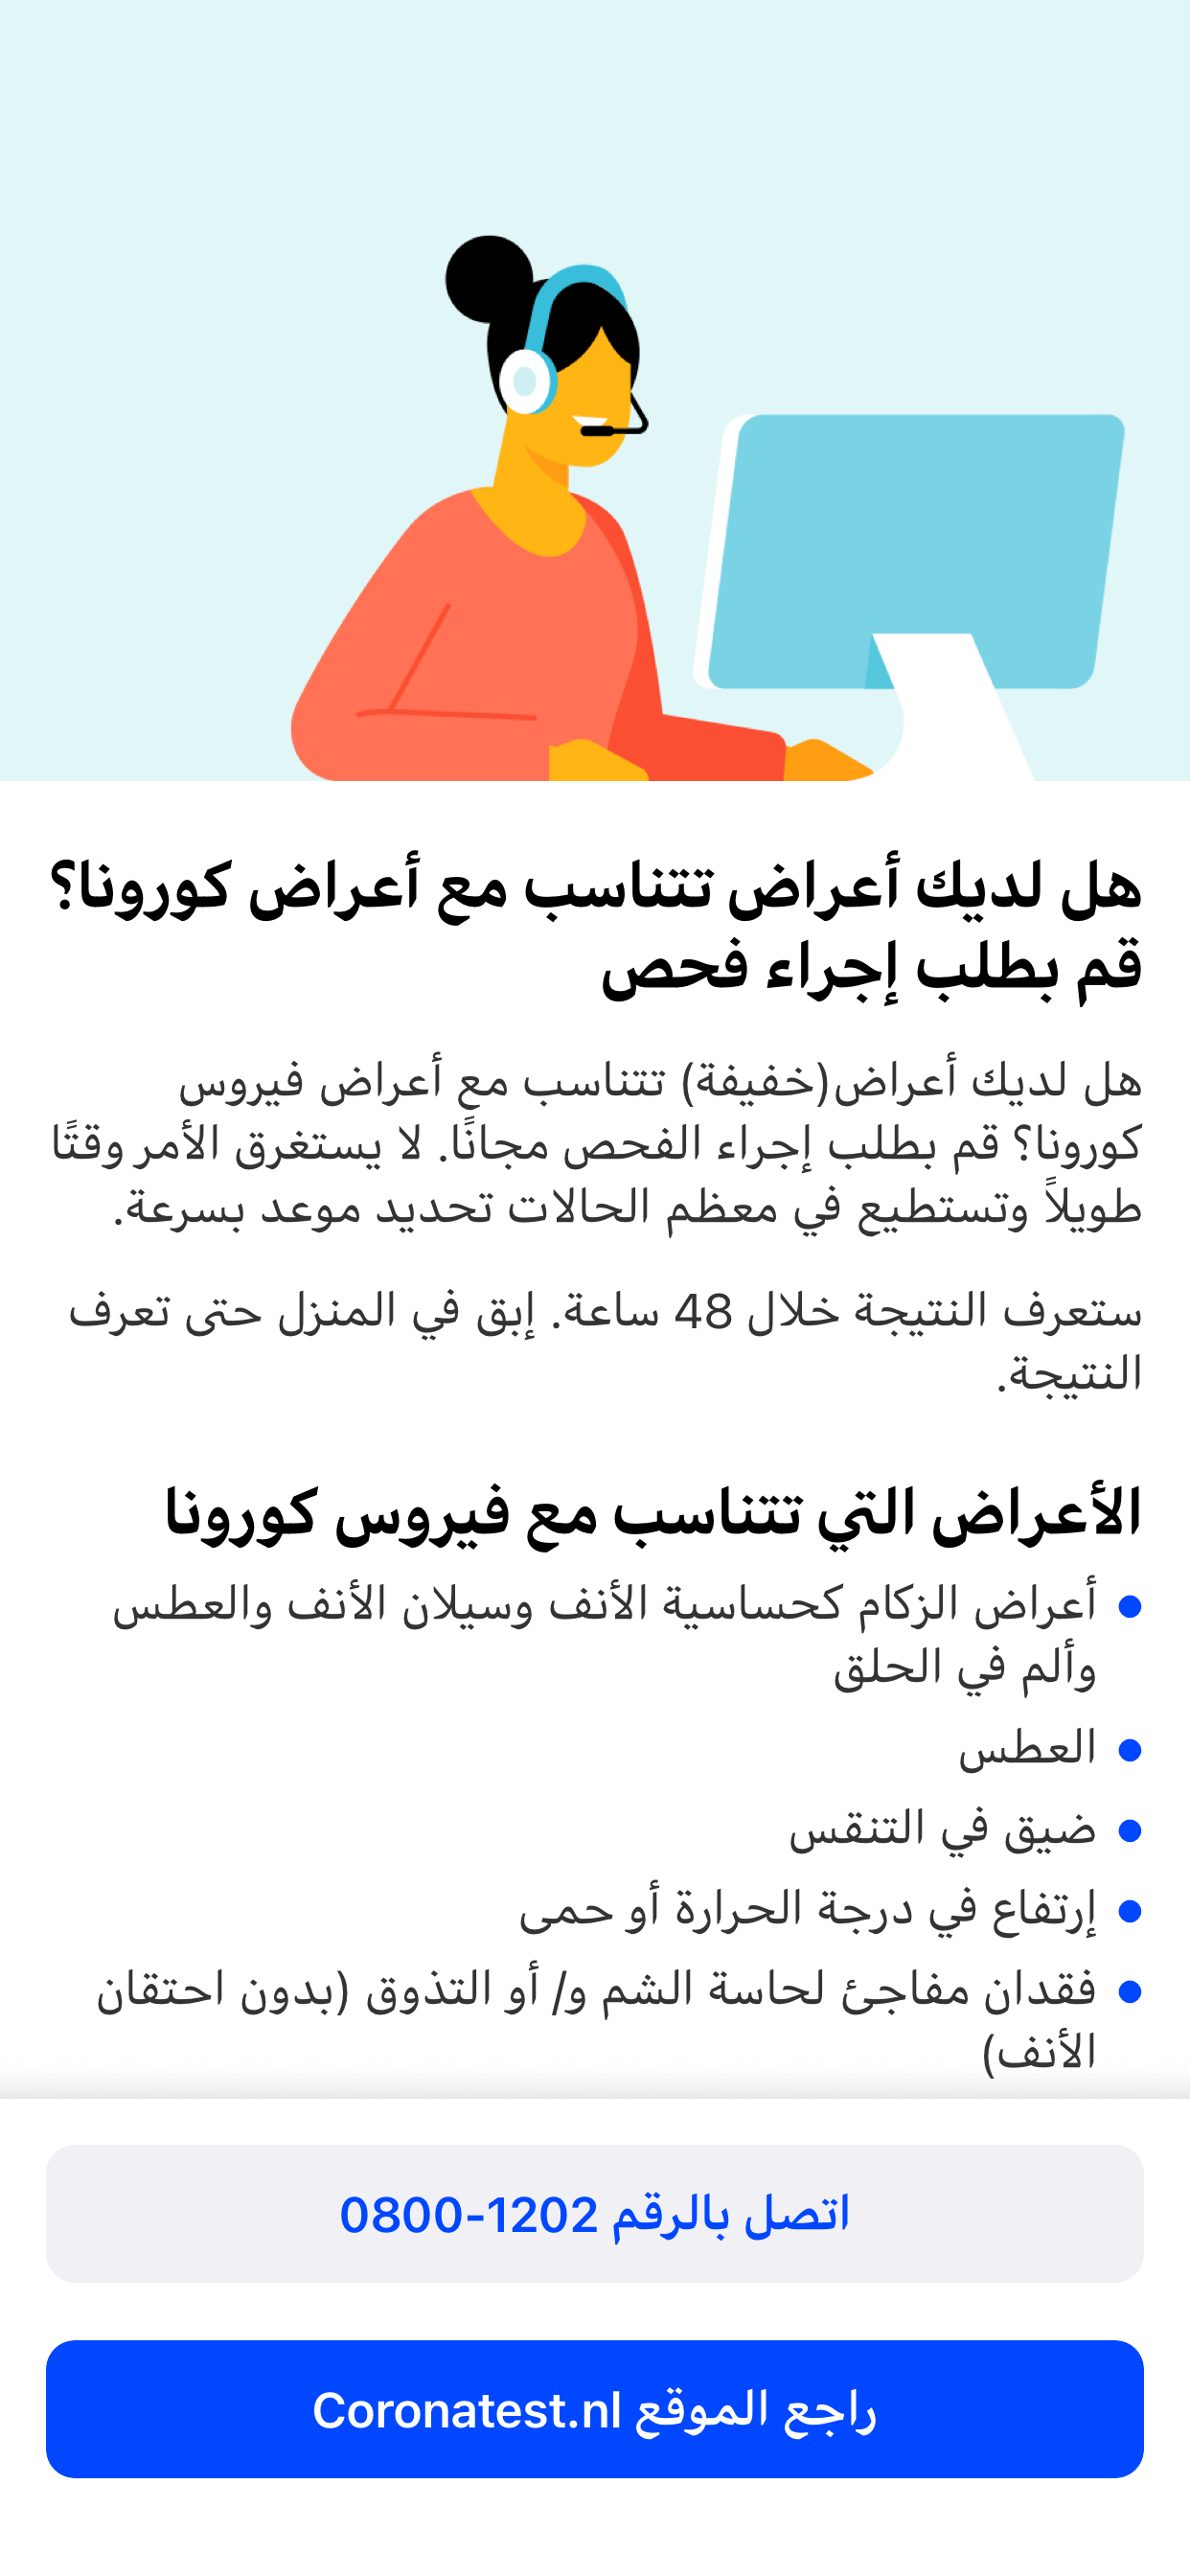 هل لديك أعراض تتناسب مع أعراض كورونا؟
قم بطلب إجراء فحص
هل لديك أعراض(خفيفة) تتناسب مع أعراض فيروس
كورونا؟ قم بطلب إجراء الفحص مجانًا. لا يستغرق الأمر وقتًا
طويلاً وتستطيع في معظم الحالات تحديد موعد بسرعة.
ستعرف النتيجة خلال 48 ساعة. إبق في المنزل حتى تعرف
النتيجة.
الأعراض التي تتناسب مع فيروس كورونا
• أعراض الزكام كحساسية الأنف وسيلان الأنف والعطس
وألم في الحلق
• العطس
• ضيق في التنقس
• إرتفاع في درجة الحرارة أو حمى
• فقدان مفاجئ لحاسة الشم و/ أو التذوق (بدون احتقان
الأنف)
اتصل بالرقم 1202-0800
راجع الموقع Coronatest.nl